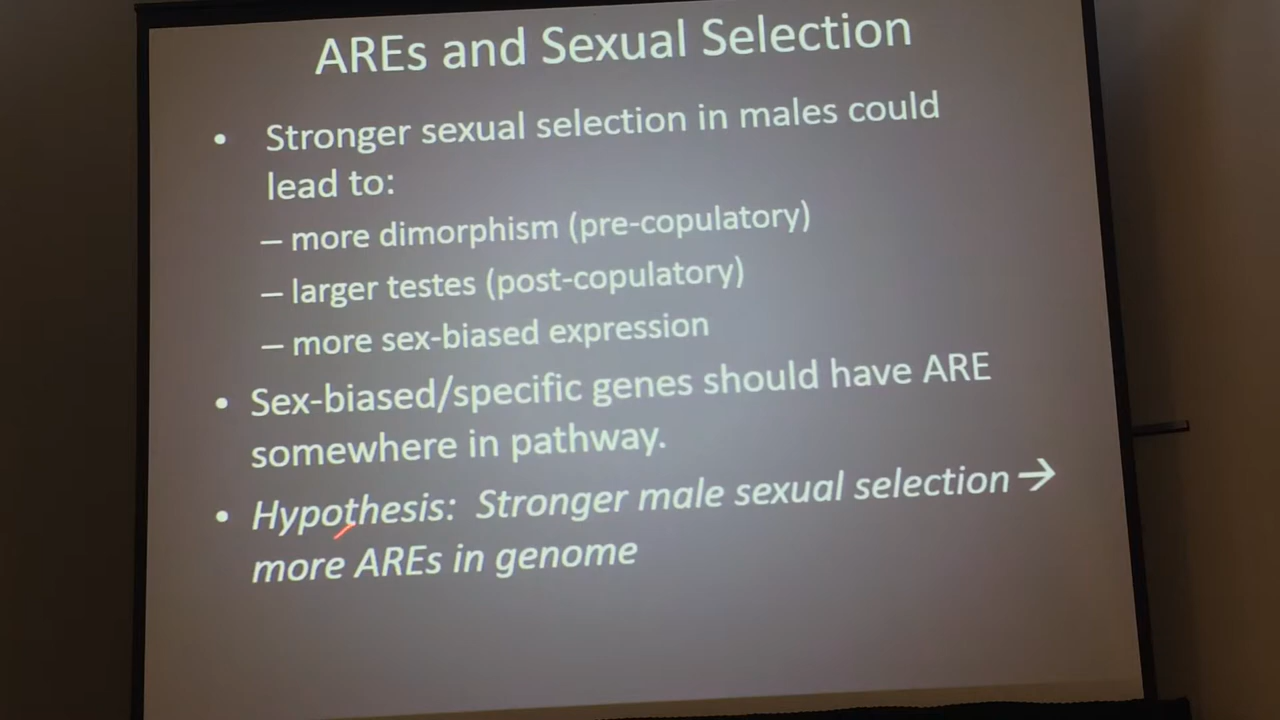 AREs and Sexual Selection
• Stronger sexual selection in males could
lead to:
– more dimorphism (pre-copulatory)
– larger testes (post-copulatory)
– more sex-biased expression
• Sex-biased/specific genes should have ARE
somewhere in pathway.
• Hypothesis: Stronger male sexual selection →
more AREs in genome